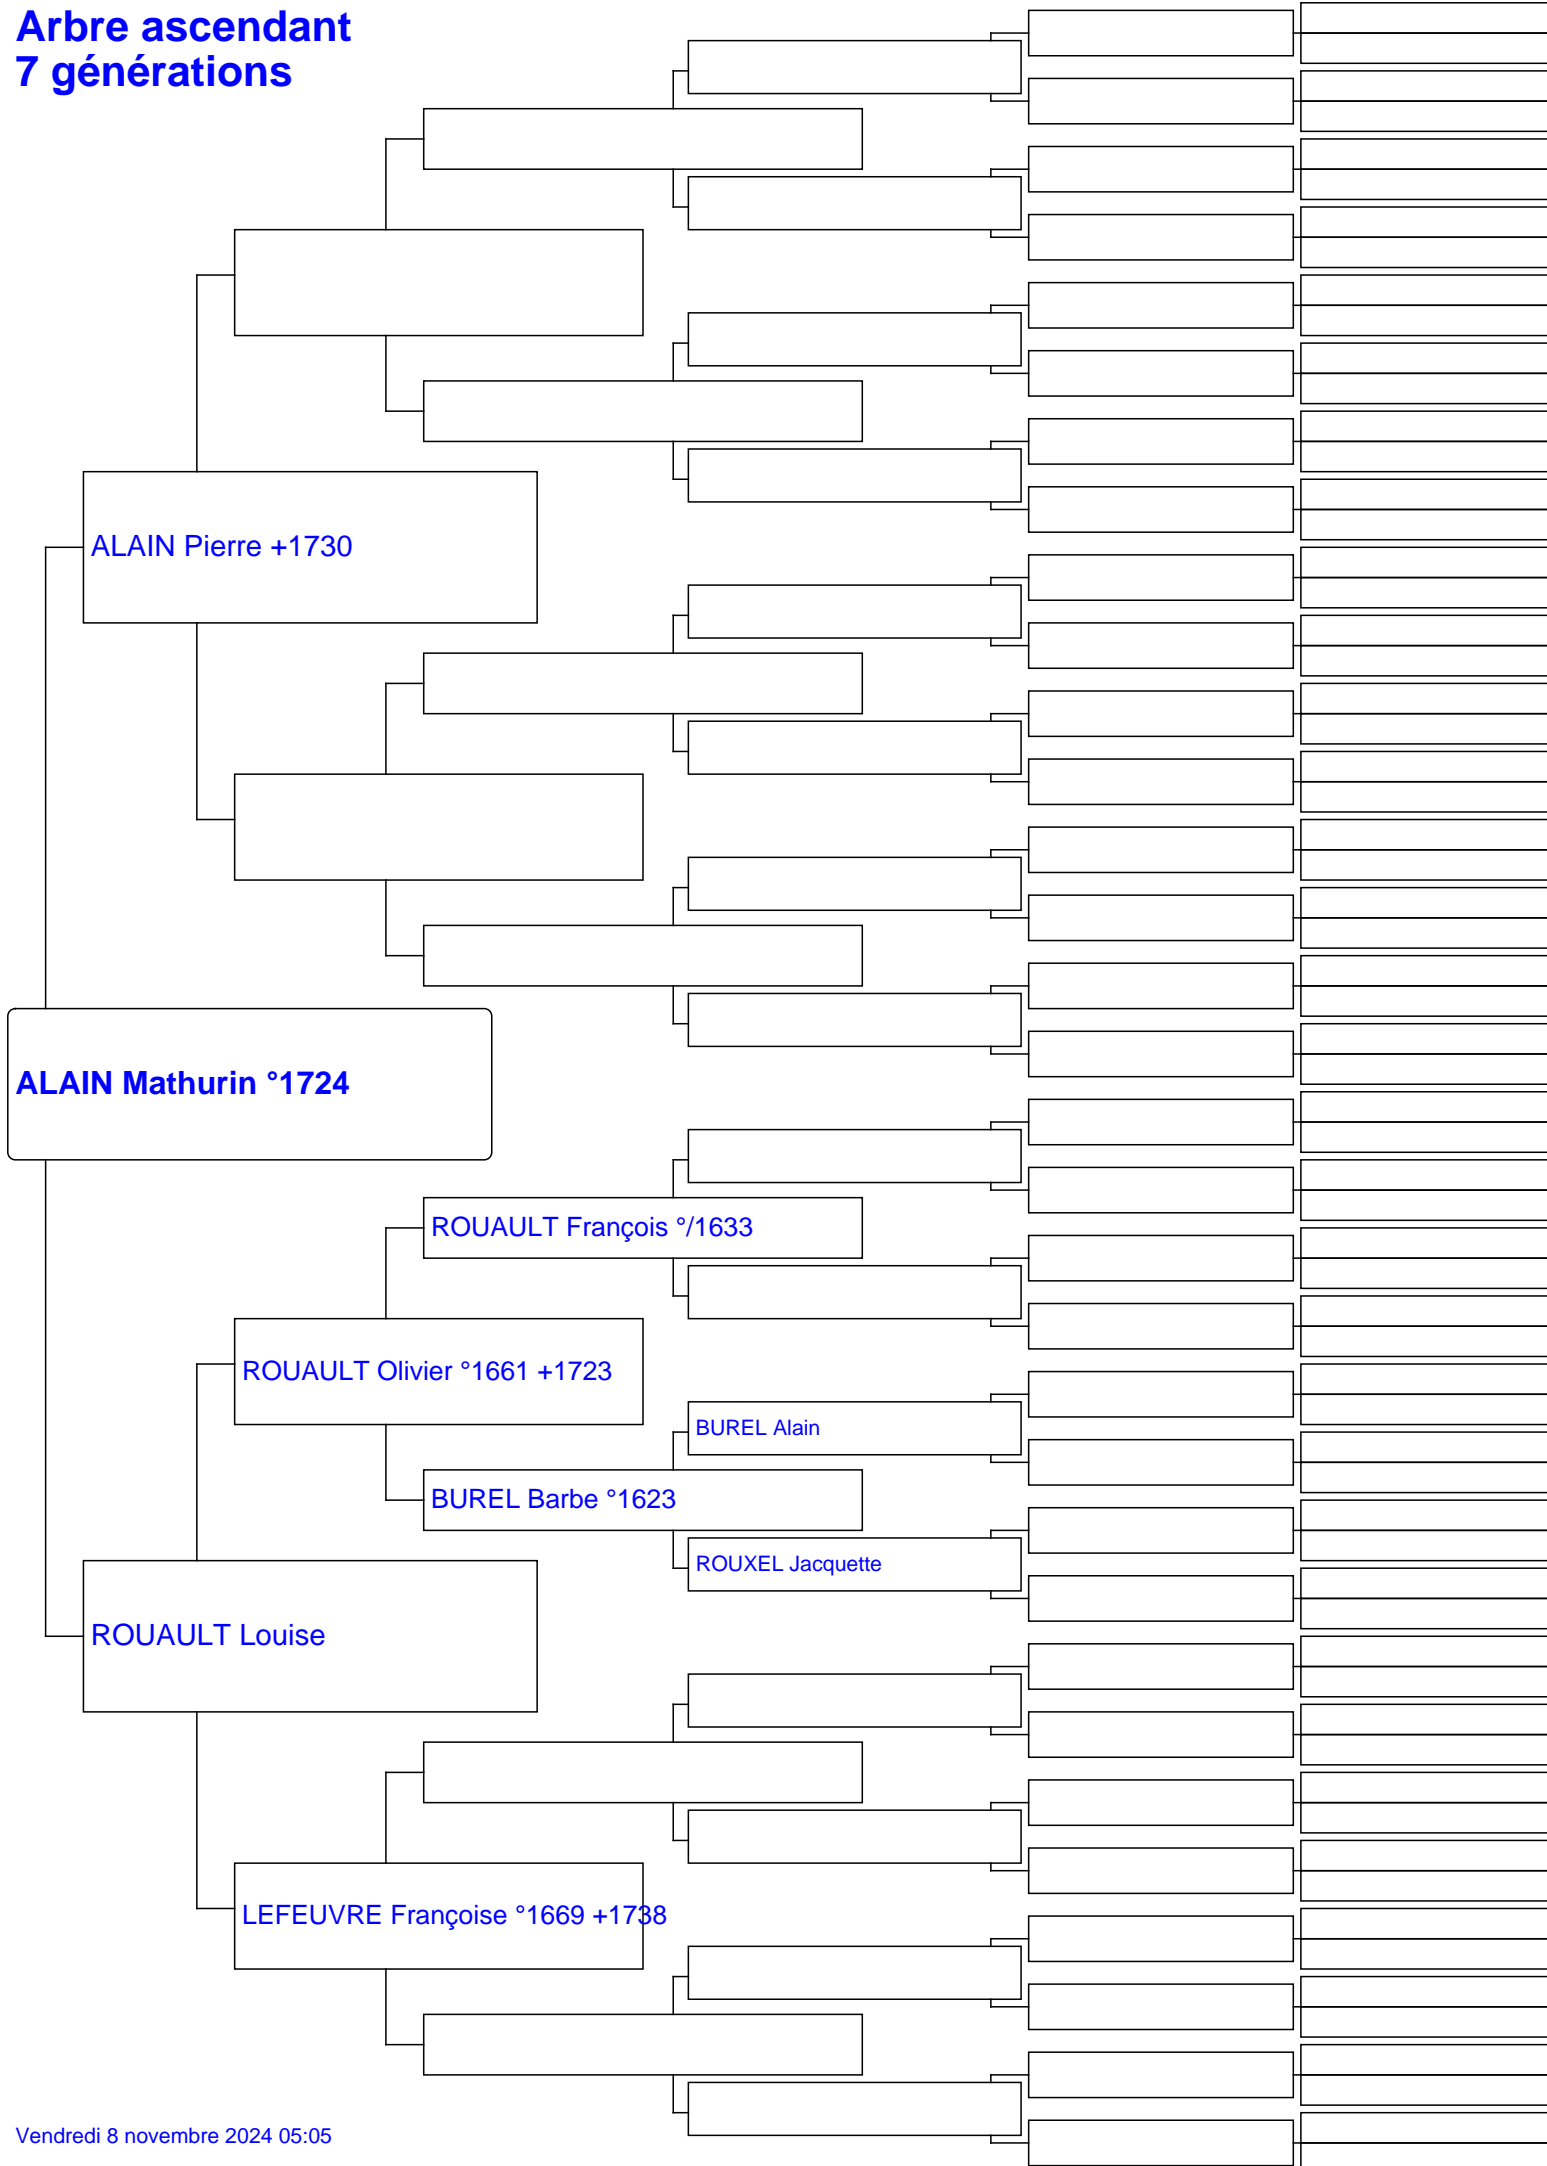 Arbre ascendant
7 générations
ALAIN Pierre +1730
ALAIN Mathurin °1724
ROUAULT François °/1633
ROUAULT Olivier °1661 +1723
BUREL Alain
BUREL Barbe °1623
ROUXEL Jacquette
ROUAULT Louise
LEFEUVRE Françoise °1669 +1738
Vendredi 8 novembre 2024 05:05